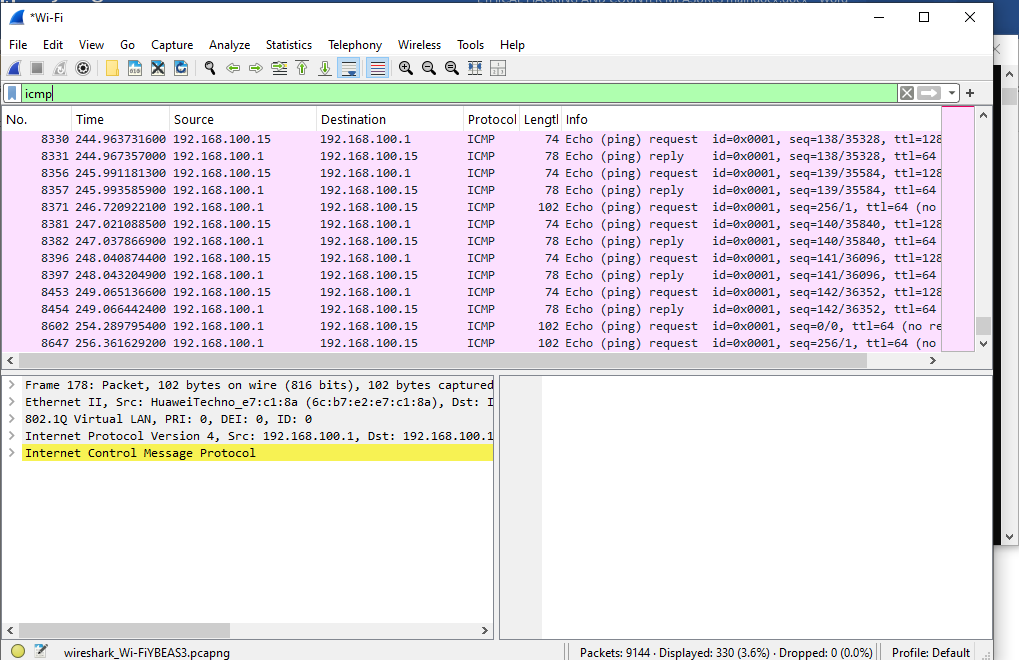 *Wi-Fi
File Edit View Go Capture Analyze Statistics Telephony Wireless Tools Help
icmp
No. Time Source Destination Protocol Lengtl Info
8330 244.963731600 192.168.100.15 192.168.100.1 ICMP 74 Echo (ping) request id=0x0001, seq=138/35328, ttl=128
8331 244.967357000 192.168.100.1 192.168.100.15 ICMP 78 Echo (ping) reply id=0x0001, seq=138/35328, ttl=64
8356 245.991181300 192.168.100.15 192.168.100.1 ICMP 74 Echo (ping) request id=0x0001, seq=139/35584, ttl=128
8357 245.993585900 192.168.100.1 192.168.100.15 ICMP 78 Echo (ping) reply id=0x0001, seq=139/35584, ttl=64
8371 246.720922100 192.168.100.1 192.168.100.15 ICMP 102 Echo (ping) request id=0x0001, seq=256/1, ttl=64 (no
8381 247.021088500 192.168.100.15 192.168.100.1 ICMP 74 Echo (ping) request id=0x0001, seq=140/35840, ttl=128
8382 247.037866900 192.168.100.1 192.168.100.15 ICMP 78 Echo (ping) reply id=0x0001, seq=140/35840, ttl=64
8396 248.040874400 192.168.100.15 192.168.100.1 ICMP 74 Echo (ping) request id=0x0001, seq=141/36096, ttl=128
8397 248.043204900 192.168.100.1 192.168.100.15 ICMP 78 Echo (ping) reply id=0x0001, seq=141/36096, ttl=64
8453 249.065136600 192.168.100.15 192.168.100.1 ICMP 74 Echo (ping) request id=0x0001, seq=142/36352, ttl=128
8454 249.066442400 192.168.100.1 192.168.100.15 ICMP 78 Echo (ping) reply id=0x0001, seq=142/36352, ttl=64
8602 254.289795400 192.168.100.1 192.168.100.15 ICMP 102 Echo (ping) request id=0x0001, seq=0/0, ttl=64 (no re
8647 256.361629200 192.168.100.1 192.168.100.15 ICMP 102 Echo (ping) request id=0x0001, seq=256/1, ttl=64 (no
Frame 178: Packet, 102 bytes on wire (816 bits), 102 bytes captured
Ethernet II, Src: HuaweiTechno_e7:c1:8a (6c:b7:e2:e7:c1:8a), Dst: I
802.1Q Virtual LAN, PRI: 0, DEI: 0, ID: 0
Internet Protocol Version 4, Src: 192.168.100.1, Dst: 192.168.100.1
Internet Control Message Protocol
wireshark_Wi-FiYBEAS3.pcapng
Packets: 9144 · Displayed: 330 (3.6%) · Dropped: 0 (0.0%)
Profile: Default